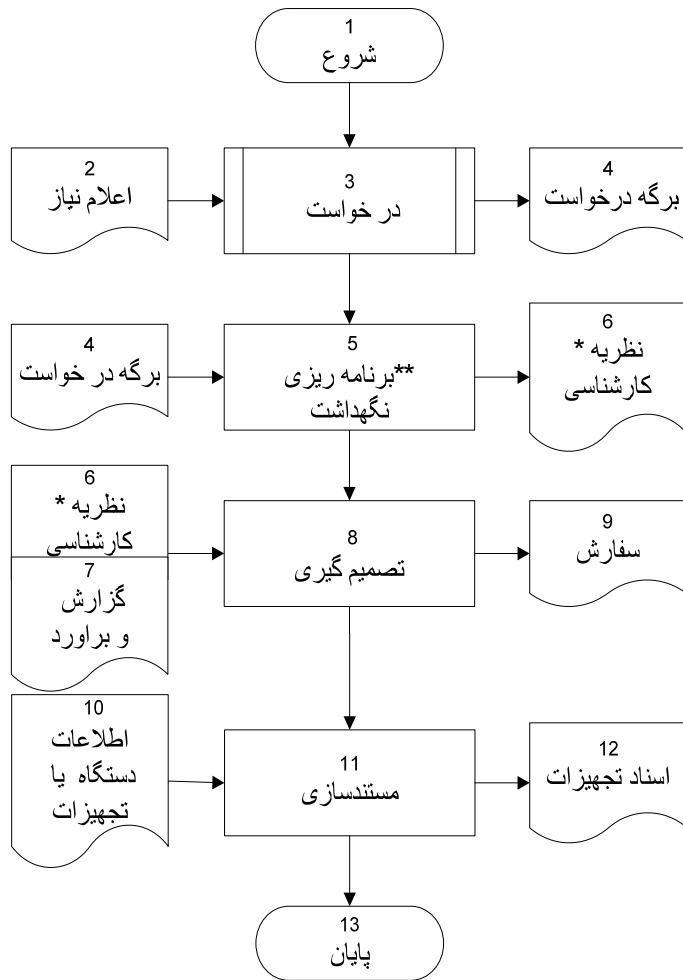 1
شروع
2
اعلام نیاز
3
در خواست
4
برگه درخواست
4
برگه در خواست
5
**برنامه ریزی
نگهداشت
6
نظریه *
کارشناسی
6
نظریه *
کارشناسی
7
گزارش
و براورد
8
تصمیم گیری
9
سفارش
10
اطلاعات
دستگاه یا
تجهیزات
11
مستندسازی
12
اسناد تجهیزات
13
پایان